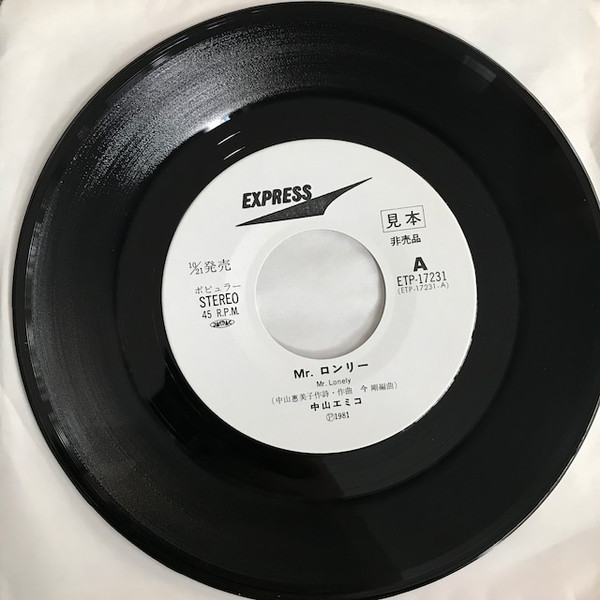 EXPRESS
見本
非売品
10/21発売
A
ポピュラー
ETP-17231
STEREO
(ETP-17231-A)
45 R.P.M.
Mr. ロンリー
Mr. Lonely
(中山恵美子作詩・作曲 今 剛編曲)
中山エミコ
Ⓟ1981